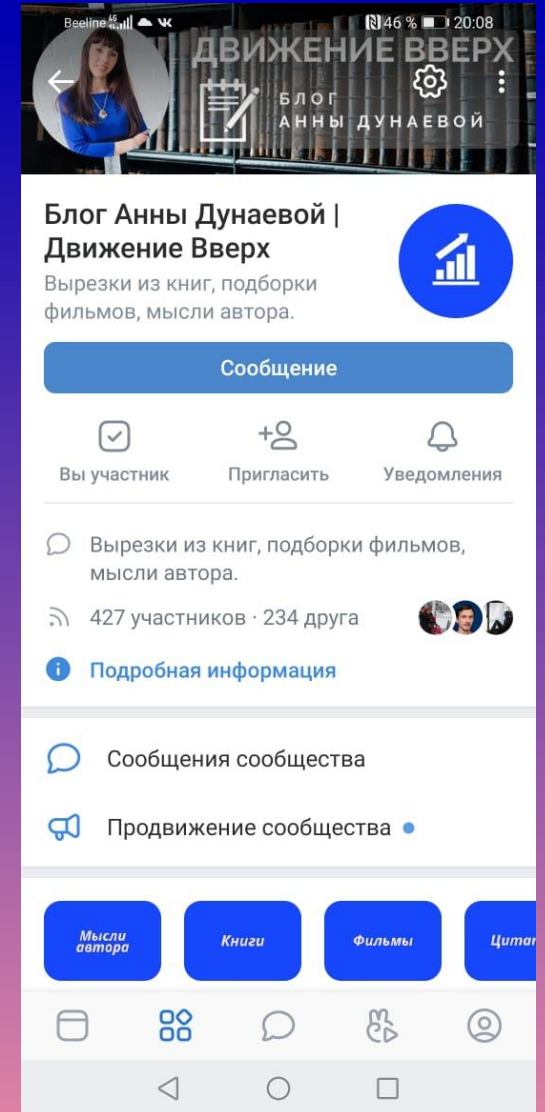 Beeline 46 46 % 20:08
ДВИЖЕНИЕ ВВЕРХ
БЛОГ
АННЫ ДУНАЕВОЙ
Блог Анны Дунаевой |
Движение Вверх
Вырезки из книг, подборки
фильмов, мысли автора.
Сообщение
Вы участник Пригласить Уведомления
Вырезки из книг, подборки фильмов,
мысли автора.
427 участников · 234 друга
Подробная информация
Сообщения сообщества
Продвижение сообщества
Мысли
автора
Книги
Фильмы
Цитат